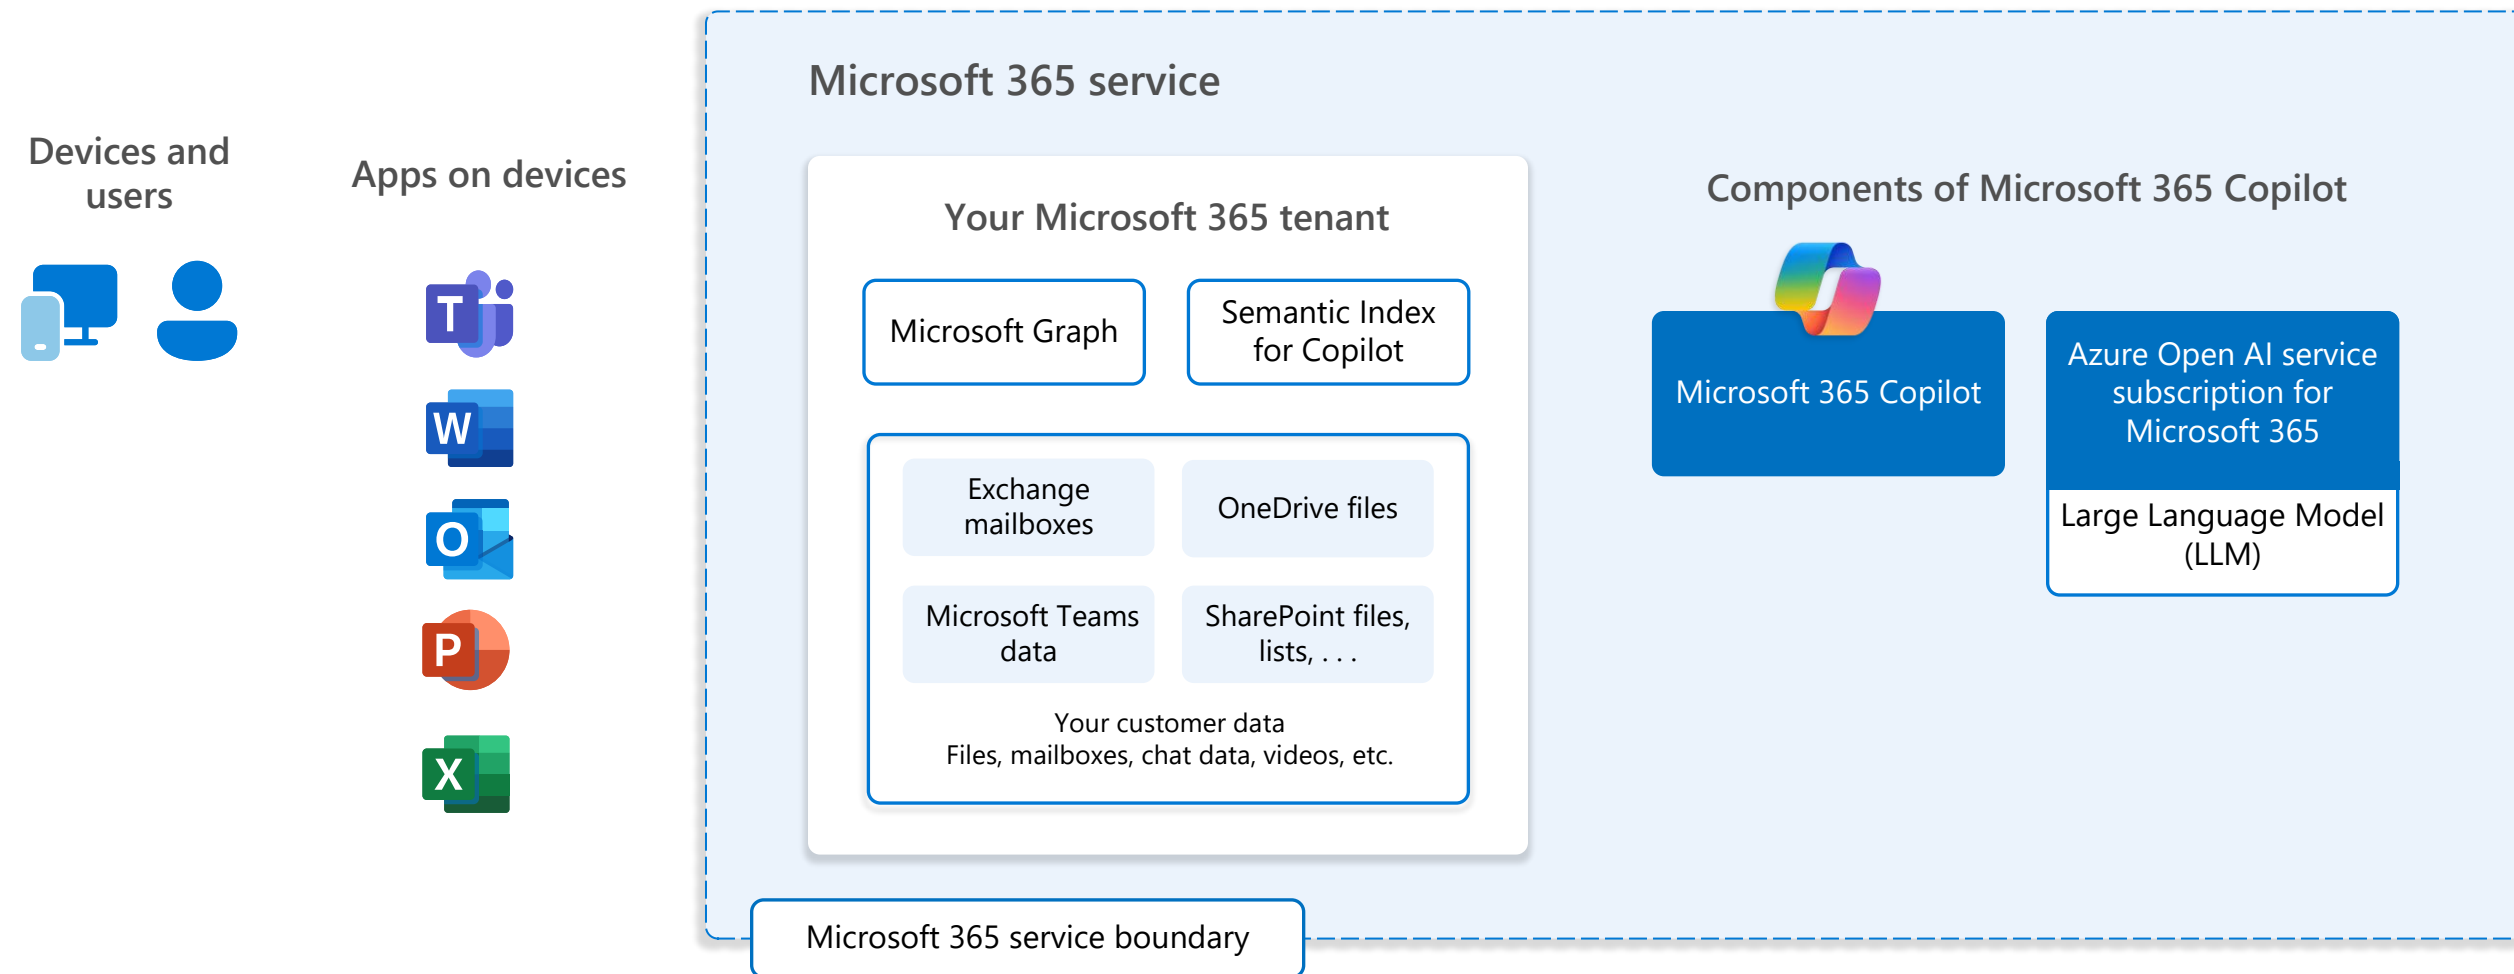 Microsoft 365 service
Devices and
users
Apps on devices
T
W
O
P
X
Your Microsoft 365 tenant
Microsoft Graph
Semantic Index
for Copilot
Exchange
mailboxes
OneDrive files
Microsoft Teams
data
SharePoint files,
lists, . . .
Your customer data
Files, mailboxes, chat data, videos, etc.
Components of Microsoft 365 Copilot
Microsoft 365 Copilot
Azure Open AI service
subscription for
Microsoft 365
Large Language Model
(LLM)
Microsoft 365 service boundary